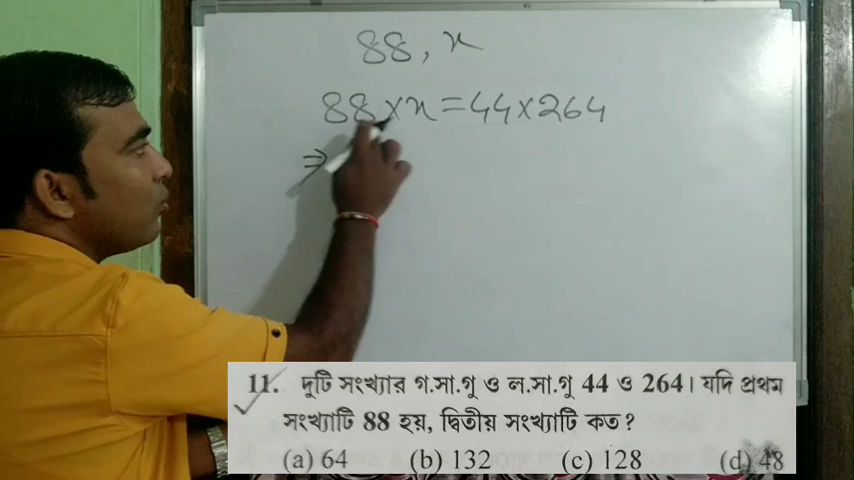 88, x
88×x=44×264
⇒
11. দুটি সংখ্যার গ.সা.গু ও ল.সা.গু 44 ও 264। যদি প্রথম
সংখ্যাটি 88 হয়, দ্বিতীয় সংখ্যাটি কত?
(a) 64 (b) 132 (c) 128 (d) 48